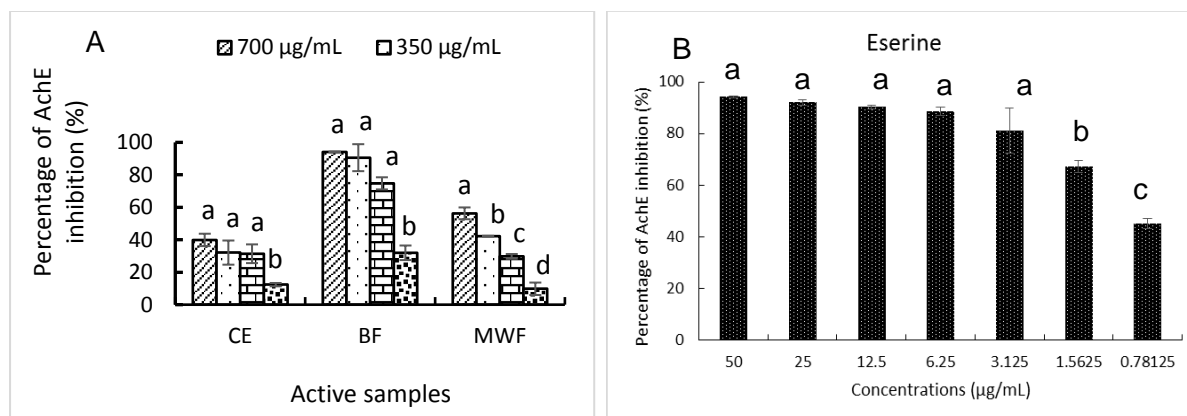 A
700 µg/mL 350 µg/mL
Percentage of AchE
inhibition (%)
100
80
60
40
20
0
a a a b
a a a b
a b c d
CE BF MWF
Active samples
B
Eserine
Percentage of AchE inhibition (%)
100
80
60
40
20
0
a a a a a b c
50 25 12.5 6.25 3.125 1.5625 0.78125
Concentrations (µg/mL)